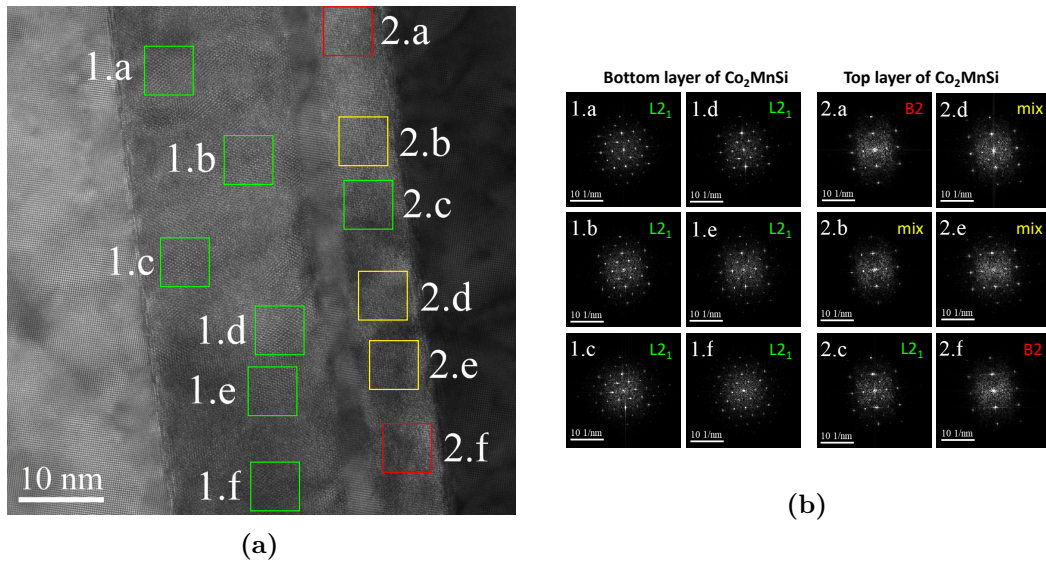 1.a
1.b
1.c
1.d
1.e
1.f
2.a
2.b
2.c
2.d
2.e
2.f
10 nm
(a)
Bottom layer of Co₂MnSi
Top layer of Co₂MnSi
1.a L2₁
10 1/nm
1.d L2₁
10 1/nm
2.a B2
10 1/nm
2.d mix
10 1/nm
1.b L2₁
10 1/nm
1.e L2₁
10 1/nm
2.b mix
10 1/nm
2.e mix
10 1/nm
1.c L2₁
10 1/nm
1.f L2₁
10 1/nm
2.c L2₁
10 1/nm
2.f B2
10 1/nm
(b)